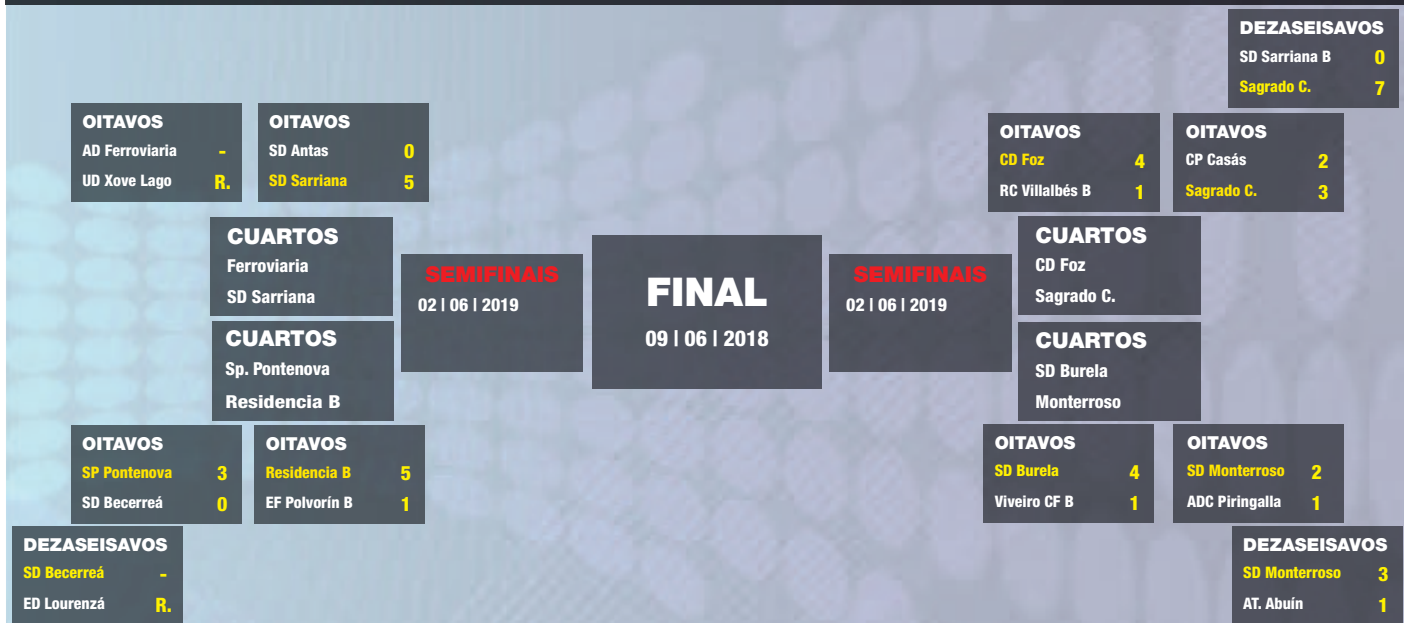 DEZASEISAVOS
SD Sarriana B 0
Sagrado C. 7
OITAVOS
AD Ferroviaria -
UD Xove Lago R.
OITAVOS
SD Antas 0
SD Sarriana 5
OITAVOS
CD Foz 4
RC Villalbés B 1
OITAVOS
CP Casás 2
Sagrado C. 3
CUARTOS
Ferroviaria
SD Sarriana
CUARTOS
Sp. Pontenova
Residencia B
SEMIFINAIS
02 | 06 | 2019
FINAL
09 | 06 | 2018
SEMIFINAIS
02 | 06 | 2019
CUARTOS
CD Foz
Sagrado C.
CUARTOS
SD Burela
Monterroso
OITAVOS
SP Pontenova 3
SD Becerreá 0
OITAVOS
Residencia B 5
EF Polvorín B 1
OITAVOS
SD Burela 4
Viveiro CF B 1
OITAVOS
SD Monterroso 2
ADC Piringalla 1
DEZASEISAVOS
SD Becerreá -
ED Lourenzá R.
DEZASEISAVOS
SD Monterroso 3
AT. Abuín 1